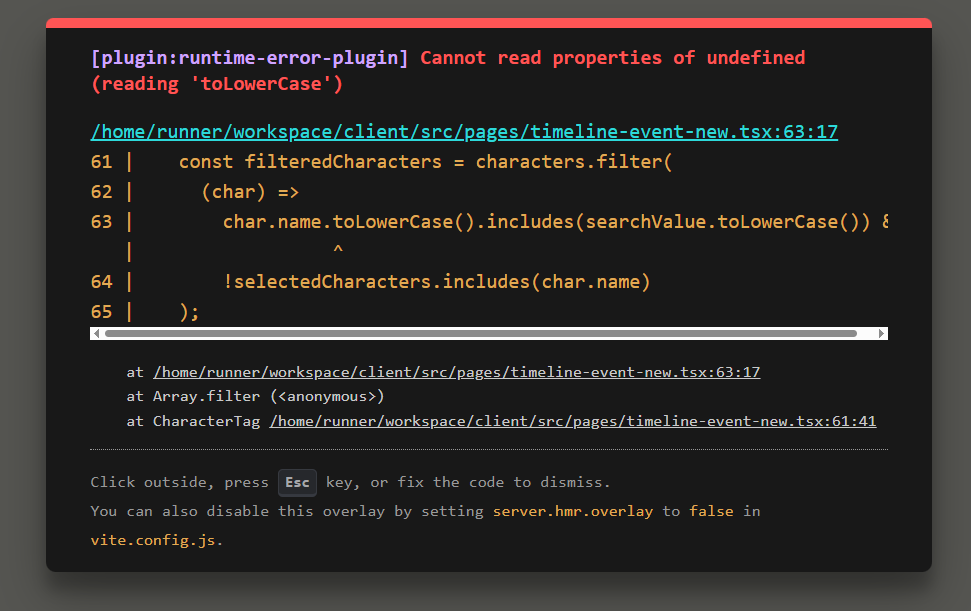 [plugin:runtime-error-plugin] Cannot read properties of undefined
(reading 'toLowerCase')
/home/runner/workspace/client/src/pages/timeline-event-new.tsx:63:17
61 |    const filteredCharacters = characters.filter(
62 |      (char) =>
63 |        char.name.toLowerCase().includes(searchValue.toLowerCase()) &
|                  ^
64 |        !selectedCharacters.includes(char.name)
65 |    );
at /home/runner/workspace/client/src/pages/timeline-event-new.tsx:63:17
at Array.filter (<anonymous>)
at CharacterTag /home/runner/workspace/client/src/pages/timeline-event-new.tsx:61:41
Click outside, press Esc key, or fix the code to dismiss.
You can also disable this overlay by setting server.hmr.overlay to false in
vite.config.js.